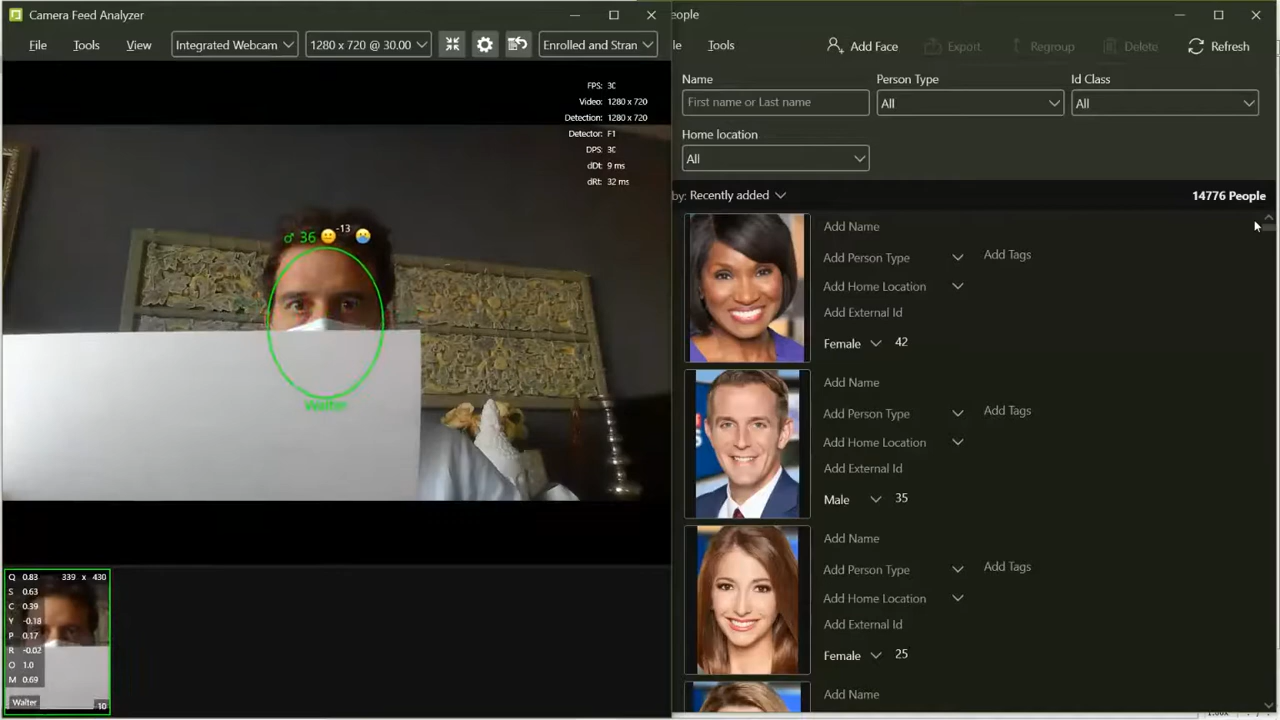 Camera Feed Analyzer
File Tools View Integrated Webcam 1280 x 720 @ 30.00 Enrolled and Stran
FPS: 30
Video: 1280 x 720
Detection: 1280 x 720
Detector: F1
DPS: 30
dDt: 9 ms
dRt: 32 ms
♂ 36 -13
Walter
Q 0.83 339 x 430
S 0.63
C 0.39
Y -0.18
P 0.17
R -0.02
O 1.0
M 0.69
Walter 10
eople
le Tools Add Face Export Regroup Delete Refresh
Name Person Type Id Class
First name or Last name All All
Home location
All
by: Recently added 14776 People
Add Name
Add Person Type Add Tags
Add Home Location
Add External Id
Female 42
Add Name
Add Person Type Add Tags
Add Home Location
Add External Id
Male 35
Add Name
Add Person Type Add Tags
Add Home Location
Add External Id
Female 25
Add Name